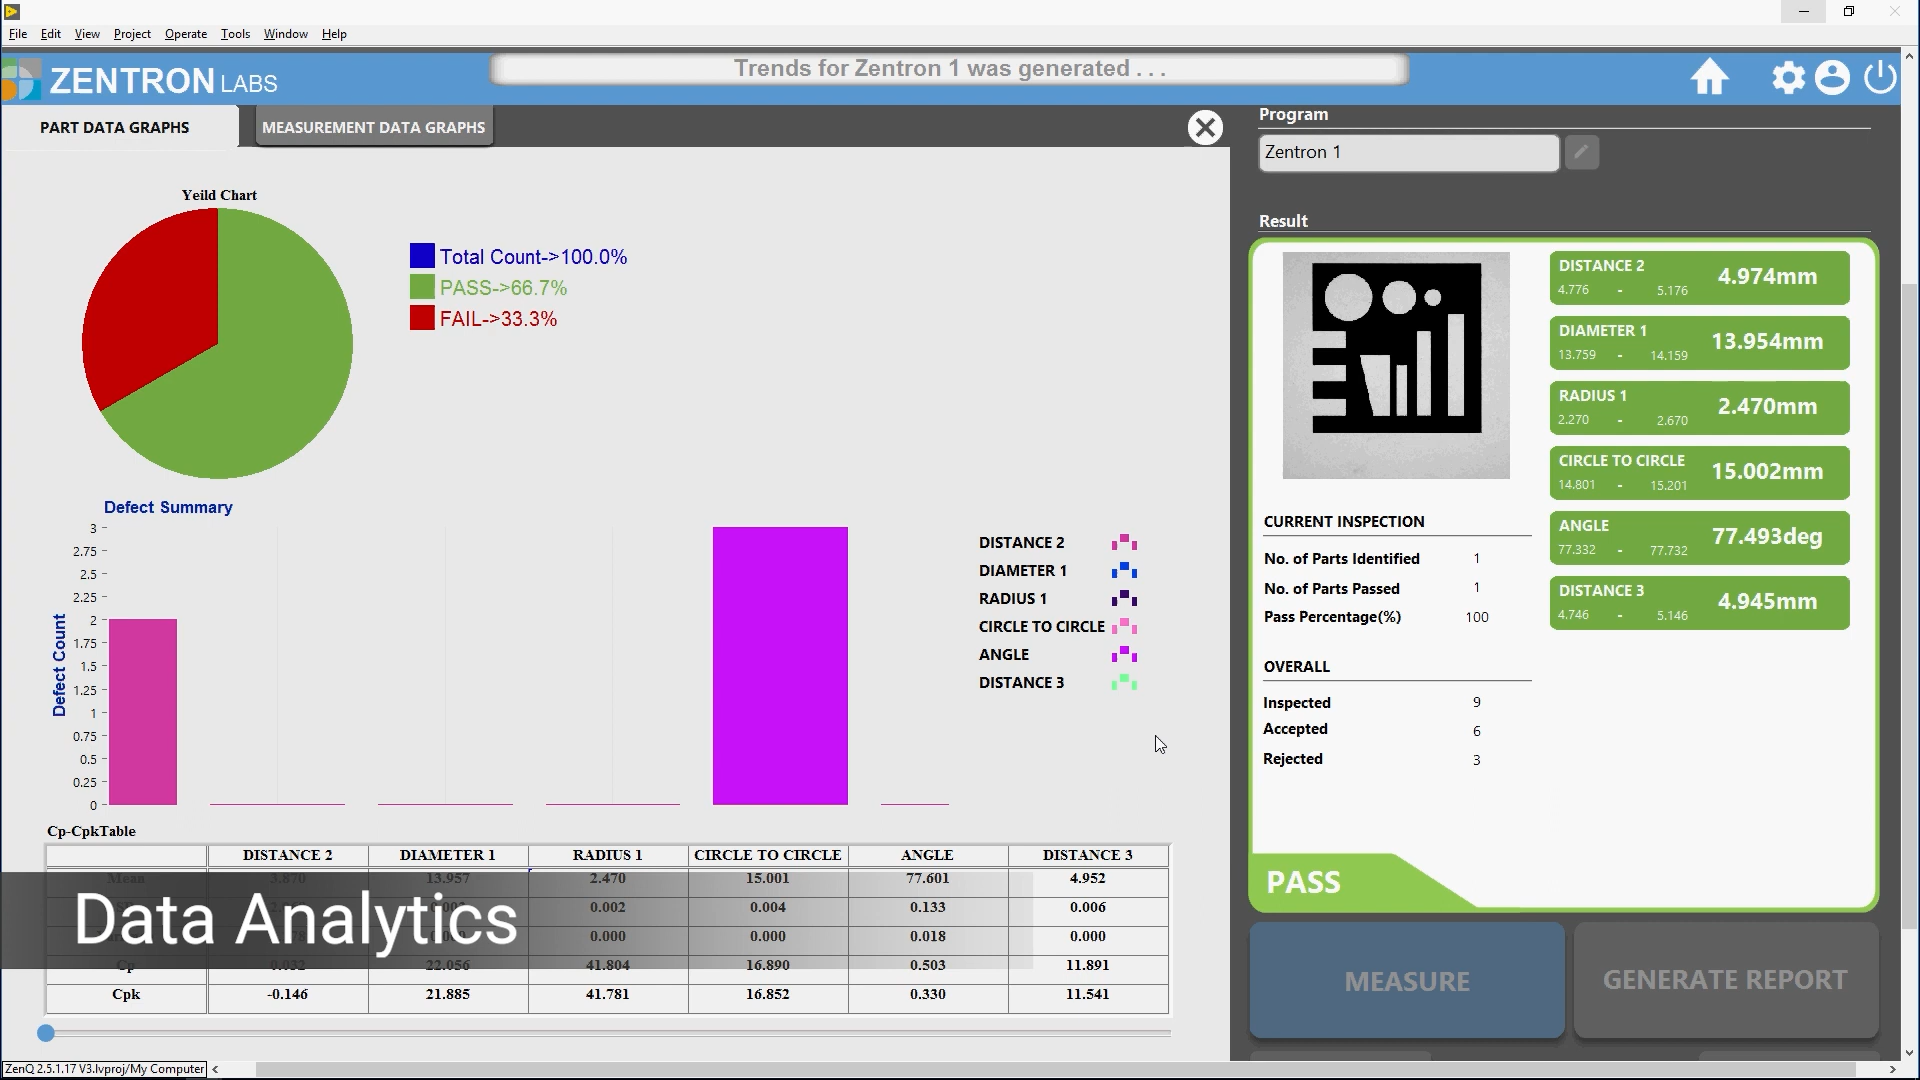 File Edit View Project Operate Tools Window Help
ZENTRON LABS
Trends for Zentron 1 was generated . . .
PART DATA GRAPHS
MEASUREMENT DATA GRAPHS
Yeild Chart
Total Count->100.0%
PASS->66.7%
FAIL->33.3%
Defect Summary
Defect Count
3
2.75
2.5
2.25
2
1.75
1.5
1.25
1
0.75
0.5
0.25
0
DISTANCE 2
DIAMETER 1
RADIUS 1
CIRCLE TO CIRCLE
ANGLE
DISTANCE 3
Cp-CpkTable
DISTANCE 2 DIAMETER 1 RADIUS 1 CIRCLE TO CIRCLE ANGLE DISTANCE 3
Mean 3.870 13.957 2.470 15.001 77.601 4.952
0.002 0.004 0.133 0.006
0.000 0.000 0.018 0.000
Cp 0.032 22.056 41.804 16.890 0.503 11.891
Cpk -0.146 21.885 41.781 16.852 0.330 11.541
Data Analytics
Program
Zentron 1
Result
DISTANCE 2 4.974mm
4.776 - 5.176
DIAMETER 1 13.954mm
13.759 - 14.159
RADIUS 1 2.470mm
2.270 - 2.670
CIRCLE TO CIRCLE 15.002mm
14.801 - 15.201
ANGLE 77.493deg
77.332 - 77.732
DISTANCE 3 4.945mm
4.746 - 5.146
CURRENT INSPECTION
No. of Parts Identified 1
No. of Parts Passed 1
Pass Percentage(%) 100
OVERALL
Inspected 9
Accepted 6
Rejected 3
PASS
MEASURE
GENERATE REPORT
ZenQ 2.5.1.17 V3.lvproj/My Computer